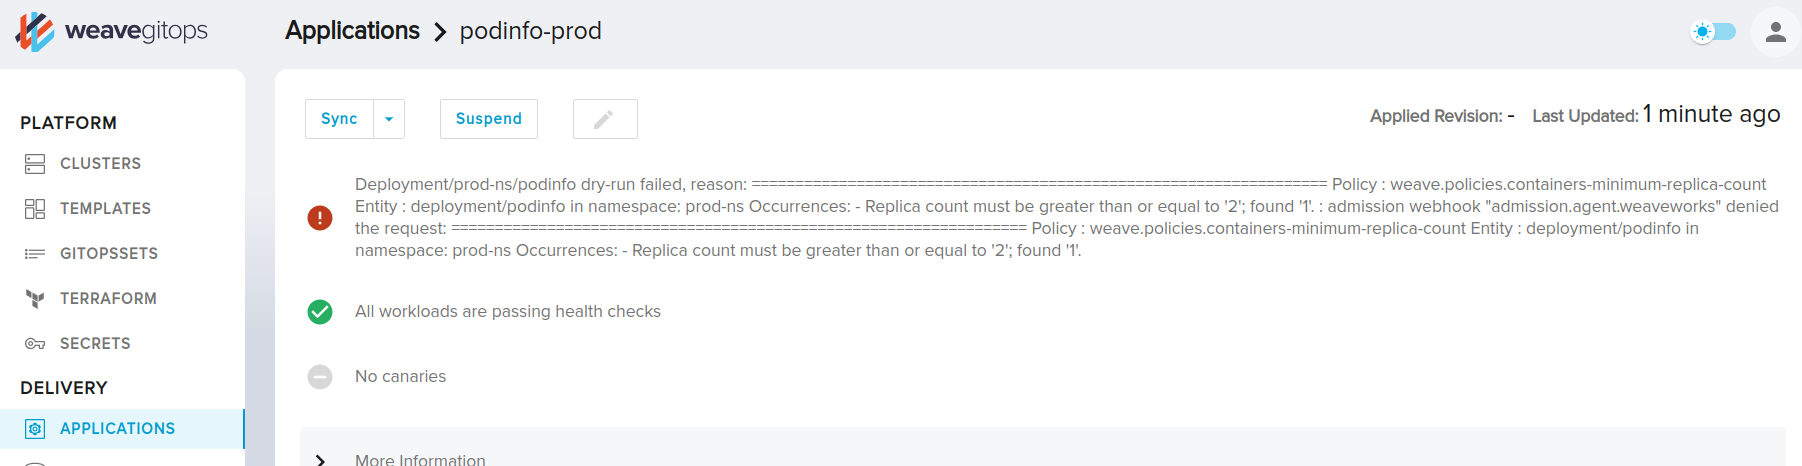 weavegitops
Applications > podinfo-prod
PLATFORM
CLUSTERS
TEMPLATES
GITOPSSETS
TERRAFORM
SECRETS
DELIVERY
APPLICATIONS
Sync
Suspend
Applied Revision: - Last Updated: 1 minute ago
Deployment/prod-ns/podinfo dry-run failed, reason: ================================================================== Policy : weave.policies.containers-minimum-replica-count
Entity : deployment/podinfo in namespace: prod-ns Occurrences: - Replica count must be greater than or equal to '2'; found '1'. : admission webhook "admission.agent.weaveworks" denied
the request: ================================================================== Policy : weave.policies.containers-minimum-replica-count Entity : deployment/podinfo in
namespace: prod-ns Occurrences: - Replica count must be greater than or equal to '2'; found '1'.
All workloads are passing health checks
No canaries
More Information